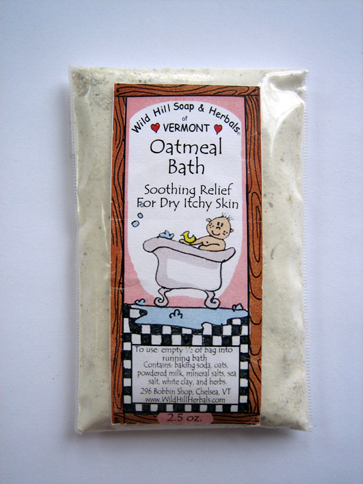 Wild Hill Soap & Herbals
of
VERMONT
Oatmeal
Bath
Soothing Relief
For Dry Itchy Skin
To use: empty 1/2 of bag into
running bath
Contains: baking soda, oats,
powdered milk, mineral salts, sea
salt, white clay, and herbs.
296 Bobbin Shop, Chelsea, VT
www.WildHillHerbals.com
2.5 oz.